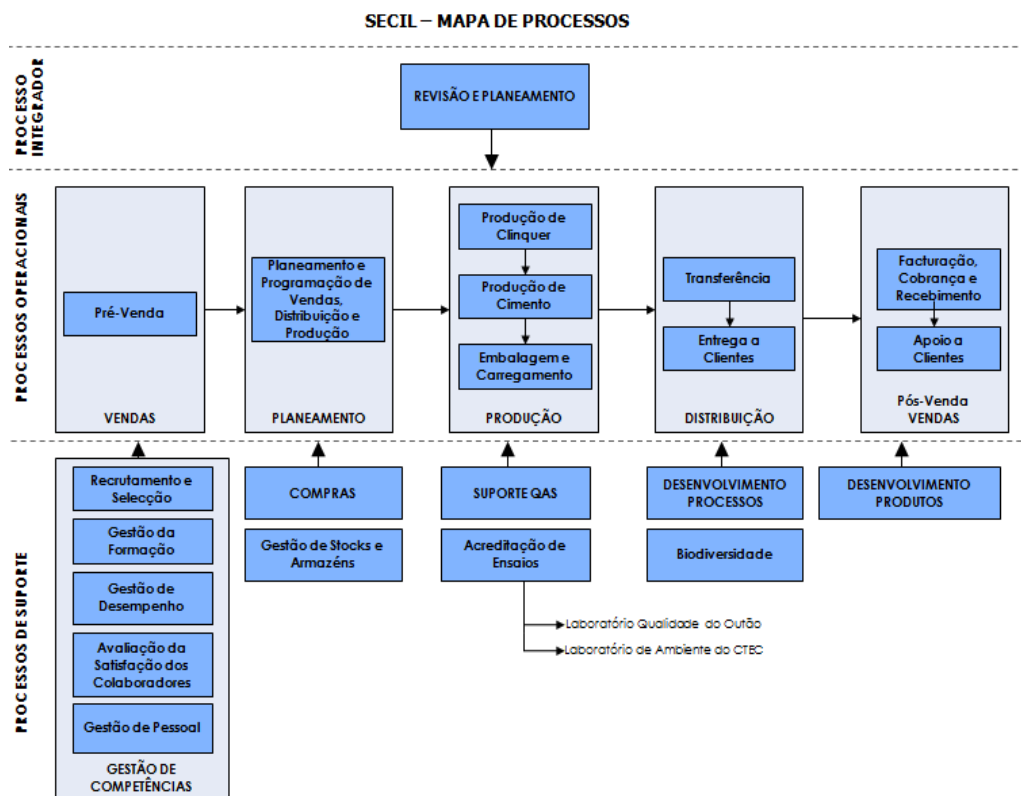 SECIL – MAPA DE PROCESSOS
PROCESSO
INTEGRADOR
REVISÃO E PLANEAMENTO
PROCESSOS OPERACIONAIS
Pré-Venda
VENDAS
Planeamento e
Programação de
Vendas,
Distribuição e
Produção
PLANEAMENTO
Produção de
Clinquer
Produção de
Cimento
Embalagem e
Carregamento
PRODUÇÃO
Transferência
Entrega a
Clientes
DISTRIBUIÇÃO
Facturação,
Cobrança e
Recebimento
Apoio a
Clientes
Pós-Venda
VENDAS
PROCESSOS DE SUPORTE
Recrutamento e
Selecção
Gestão da
Formação
Gestão de
Desempenho
Avaliação da
Satisfação dos
Colaboradores
Gestão de Pessoal
GESTÃO DE
COMPETÊNCIAS
COMPRAS
Gestão de Stocks e
Armazéns
SUPORTE QAS
Acreditação de
Ensaios
Laboratório Qualidade do Outão
Laboratório de Ambiente do CTEC
DESENVOLVIMENTO
PROCESSOS
Biodiversidade
DESENVOLVIMENTO
PRODUTOS